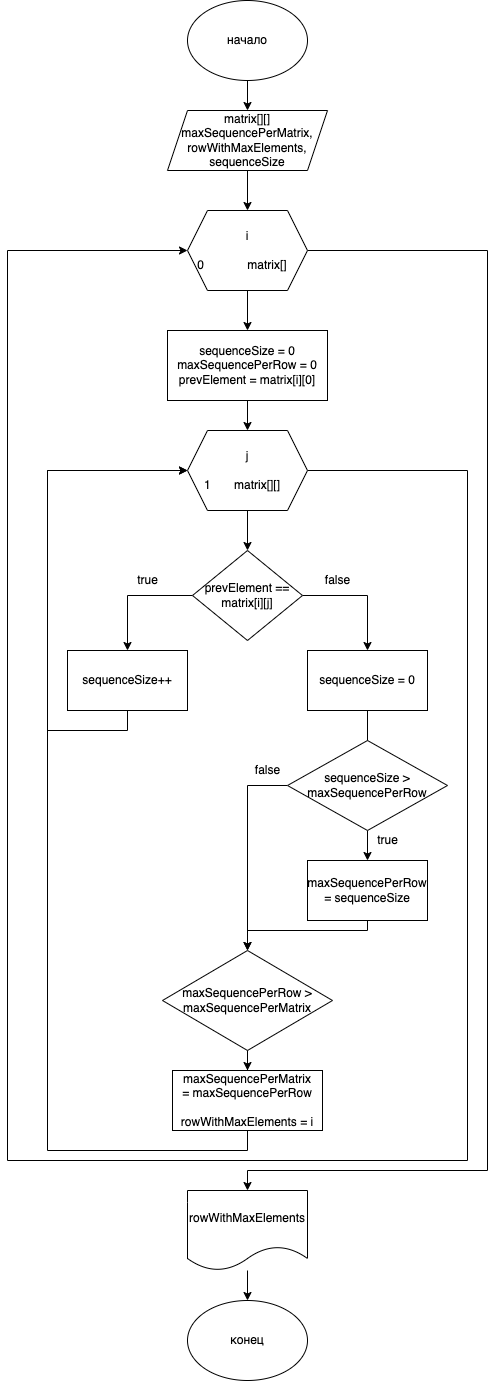 начало
matrix[][]
maxSequencePerMatrix,
rowWithMaxElements,
sequenceSize
i
0 matrix[]
sequenceSize = 0
maxSequencePerRow = 0
prevElement = matrix[i][0]
j
1 matrix[][]
true
prevElement ==
matrix[i][j]
false
sequenceSize++
sequenceSize = 0
false
sequenceSize >
maxSequencePerRow
true
maxSequencePerRow
= sequenceSize
maxSequencePerRow >
maxSequencePerMatrix
maxSequencePerMatrix
= maxSequencePerRow
rowWithMaxElements = i
rowWithMaxElements
конец